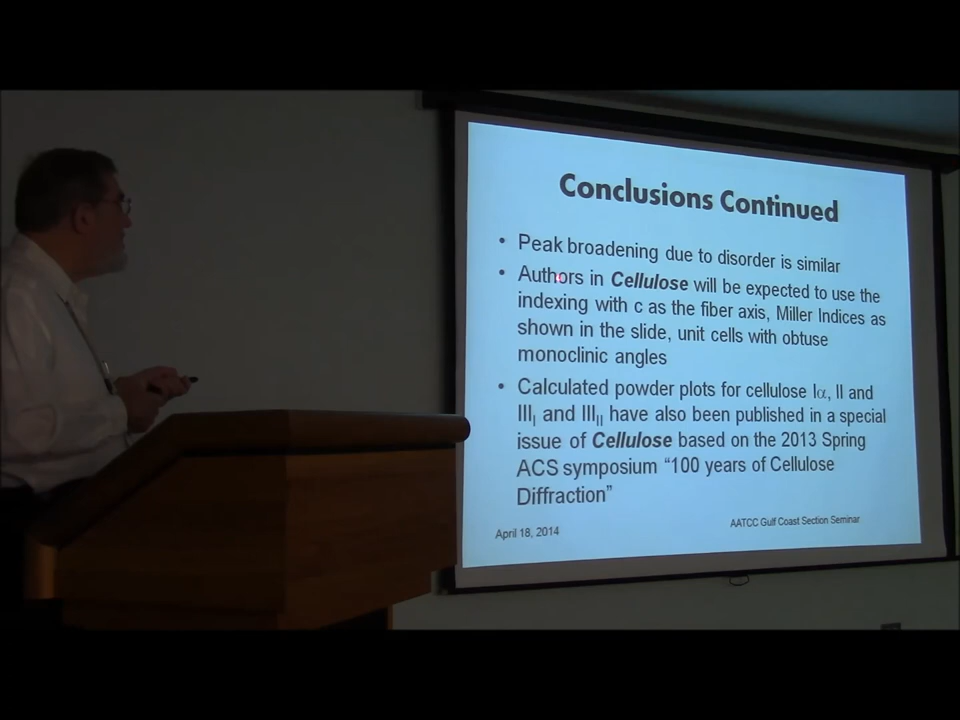 Conclusions Continued
• Peak broadening due to disorder is similar
• Authors in Cellulose will be expected to use the
indexing with c as the fiber axis, Miller Indices as
shown in the slide, unit cells with obtuse
monoclinic angles
• Calculated powder plots for cellulose Iα, II and
III_I and III_II have also been published in a special
issue of Cellulose based on the 2013 Spring
ACS symposium “100 years of Cellulose
Diffraction”
April 18, 2014
AATCC Gulf Coast Section Seminar